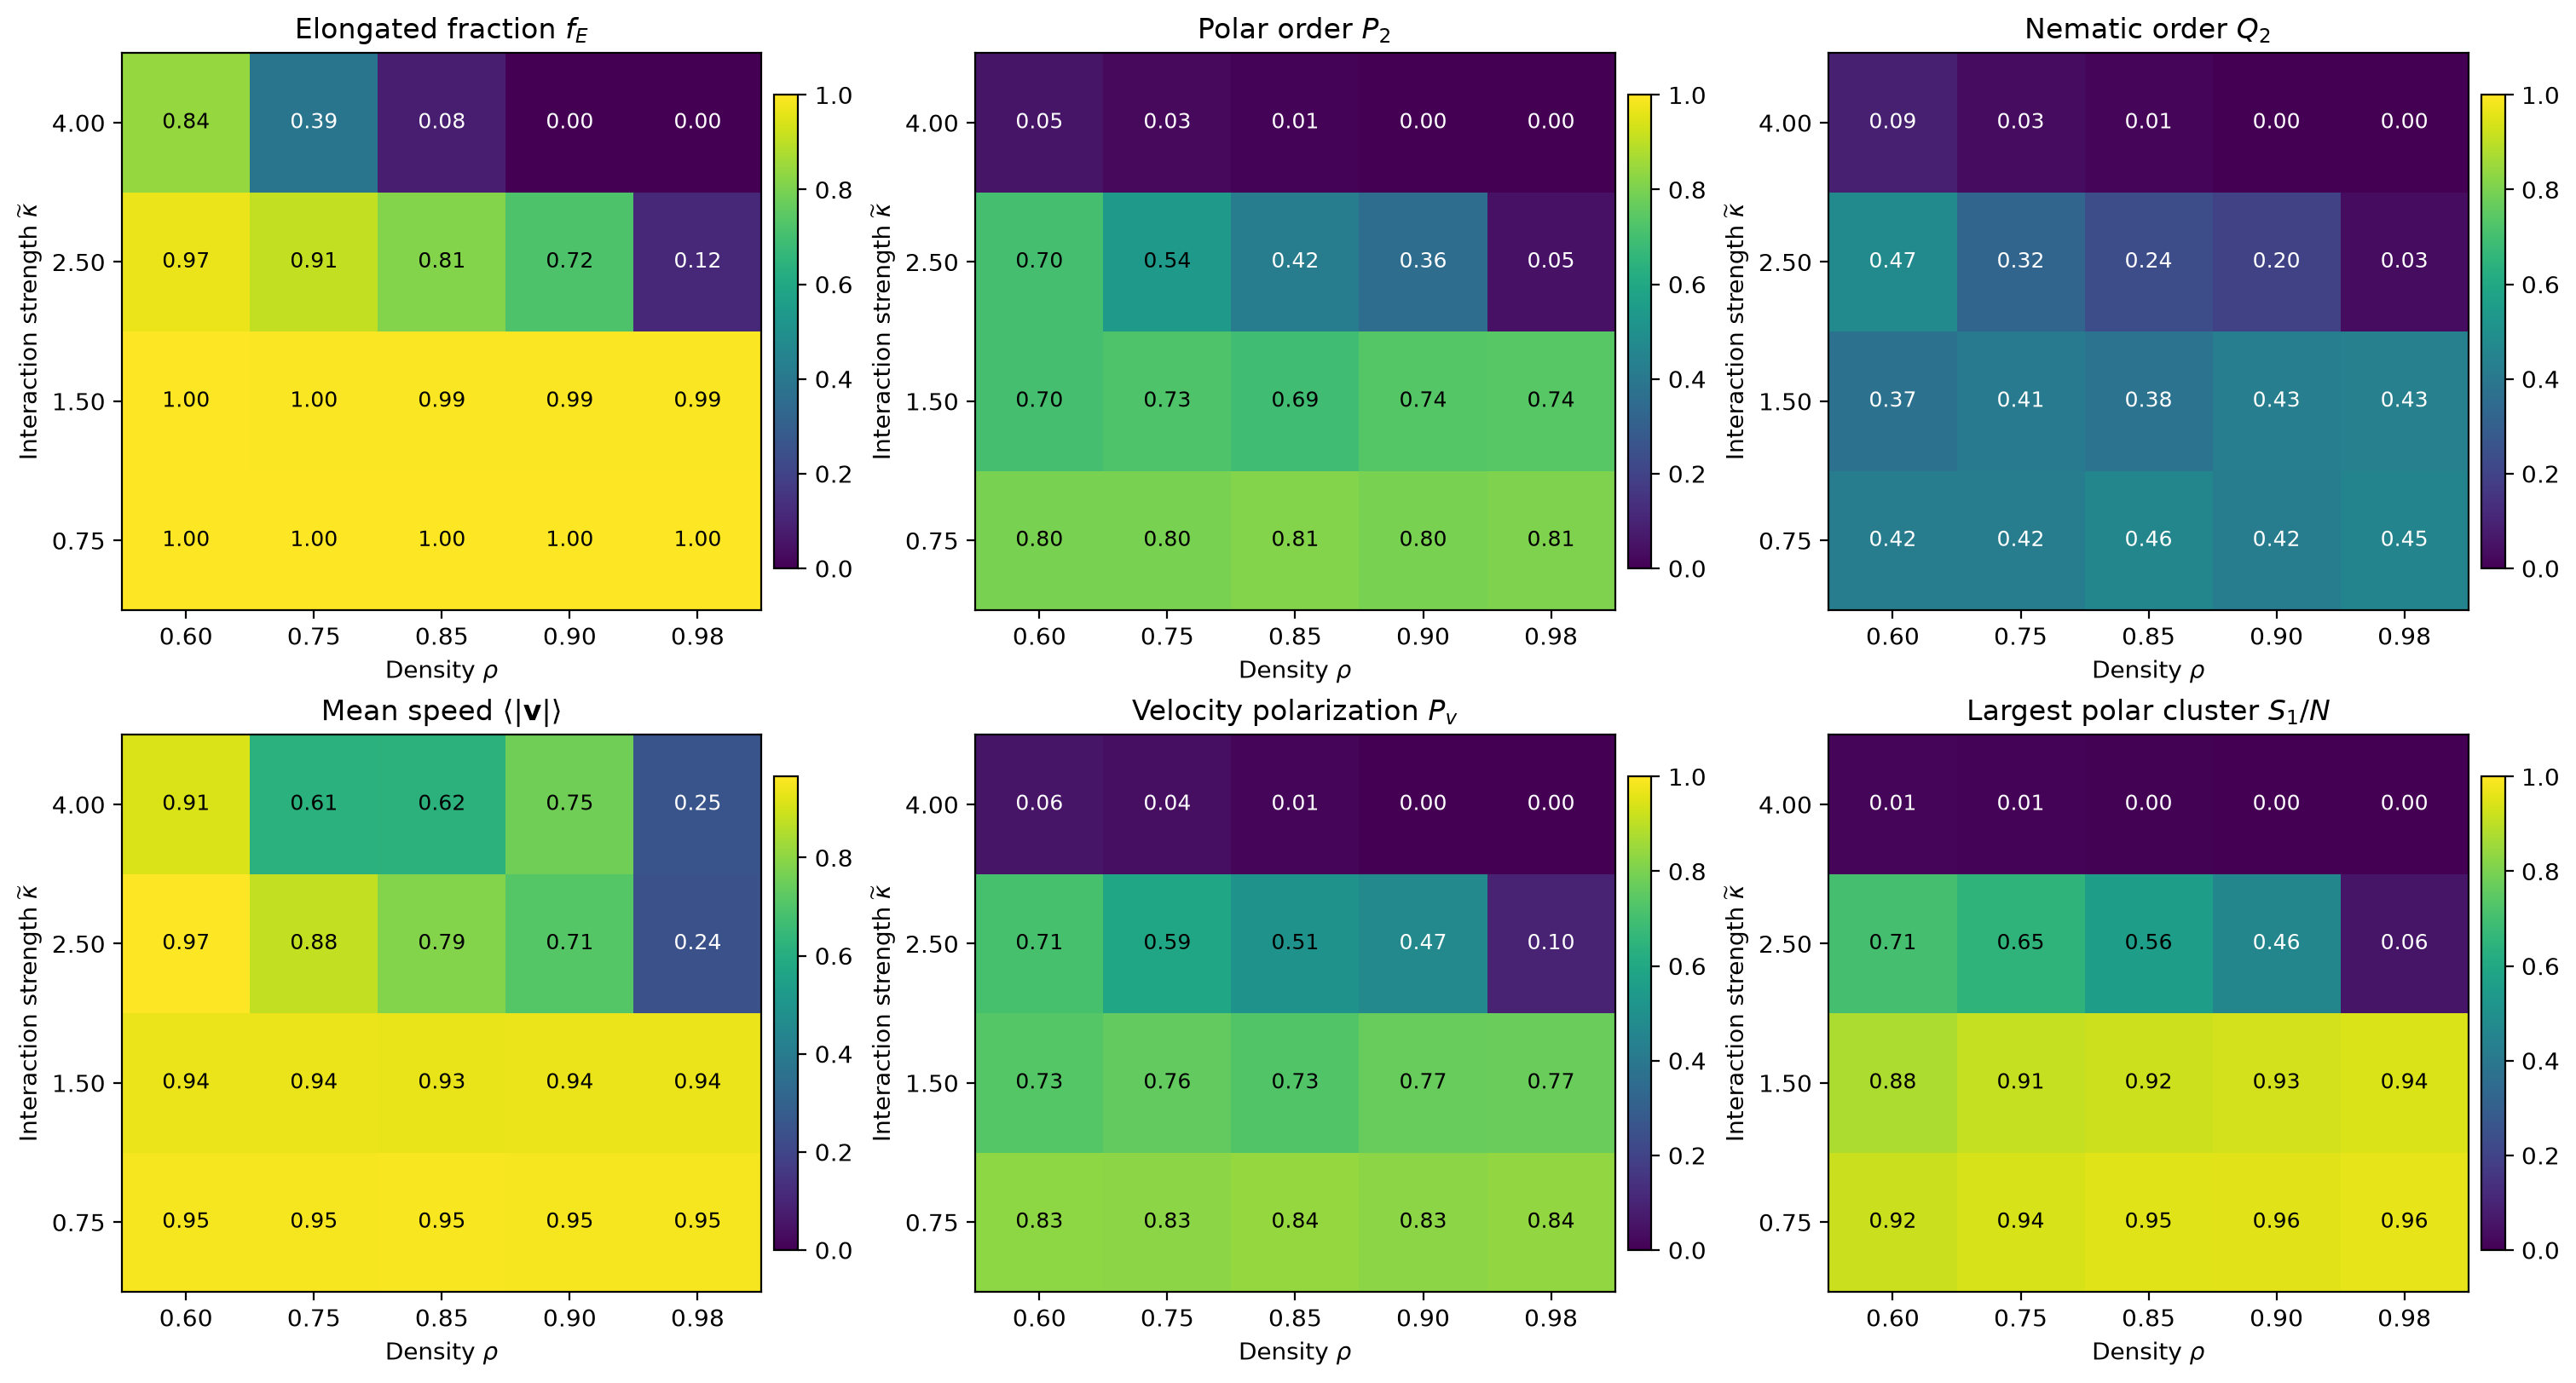 Elongated fraction f_E
Interaction strength κ̃
4.00
2.50
1.50
0.75
0.84 0.39 0.08 0.00 0.00
0.97 0.91 0.81 0.72 0.12
1.00 1.00 0.99 0.99 0.99
1.00 1.00 1.00 1.00 1.00
0.60 0.75 0.85 0.90 0.98
Density ρ
1.0
0.8
0.6
0.4
0.2
0.0
Polar order P_2
Interaction strength κ̃
4.00
2.50
1.50
0.75
0.05 0.03 0.01 0.00 0.00
0.70 0.54 0.42 0.36 0.05
0.70 0.73 0.69 0.74 0.74
0.80 0.80 0.81 0.80 0.81
0.60 0.75 0.85 0.90 0.98
Density ρ
1.0
0.8
0.6
0.4
0.2
0.0
Nematic order Q_2
Interaction strength κ̃
4.00
2.50
1.50
0.75
0.09 0.03 0.01 0.00 0.00
0.47 0.32 0.24 0.20 0.03
0.37 0.41 0.38 0.43 0.43
0.42 0.42 0.46 0.42 0.45
0.60 0.75 0.85 0.90 0.98
Density ρ
1.0
0.8
0.6
0.4
0.2
0.0
Mean speed ⟨|v|⟩
Interaction strength κ̃
4.00
2.50
1.50
0.75
0.91 0.61 0.62 0.75 0.25
0.97 0.88 0.79 0.71 0.24
0.94 0.94 0.93 0.94 0.94
0.95 0.95 0.95 0.95 0.95
0.60 0.75 0.85 0.90 0.98
Density ρ
0.8
0.6
0.4
0.2
0.0
Velocity polarization P_v
Interaction strength κ̃
4.00
2.50
1.50
0.75
0.06 0.04 0.01 0.00 0.00
0.71 0.59 0.51 0.47 0.10
0.73 0.76 0.73 0.77 0.77
0.83 0.83 0.84 0.83 0.84
0.60 0.75 0.85 0.90 0.98
Density ρ
1.0
0.8
0.6
0.4
0.2
0.0
Largest polar cluster S_1/N
Interaction strength κ̃
4.00
2.50
1.50
0.75
0.01 0.01 0.00 0.00 0.00
0.71 0.65 0.56 0.46 0.06
0.88 0.91 0.92 0.93 0.94
0.92 0.94 0.95 0.96 0.96
0.60 0.75 0.85 0.90 0.98
Density ρ
1.0
0.8
0.6
0.4
0.2
0.0